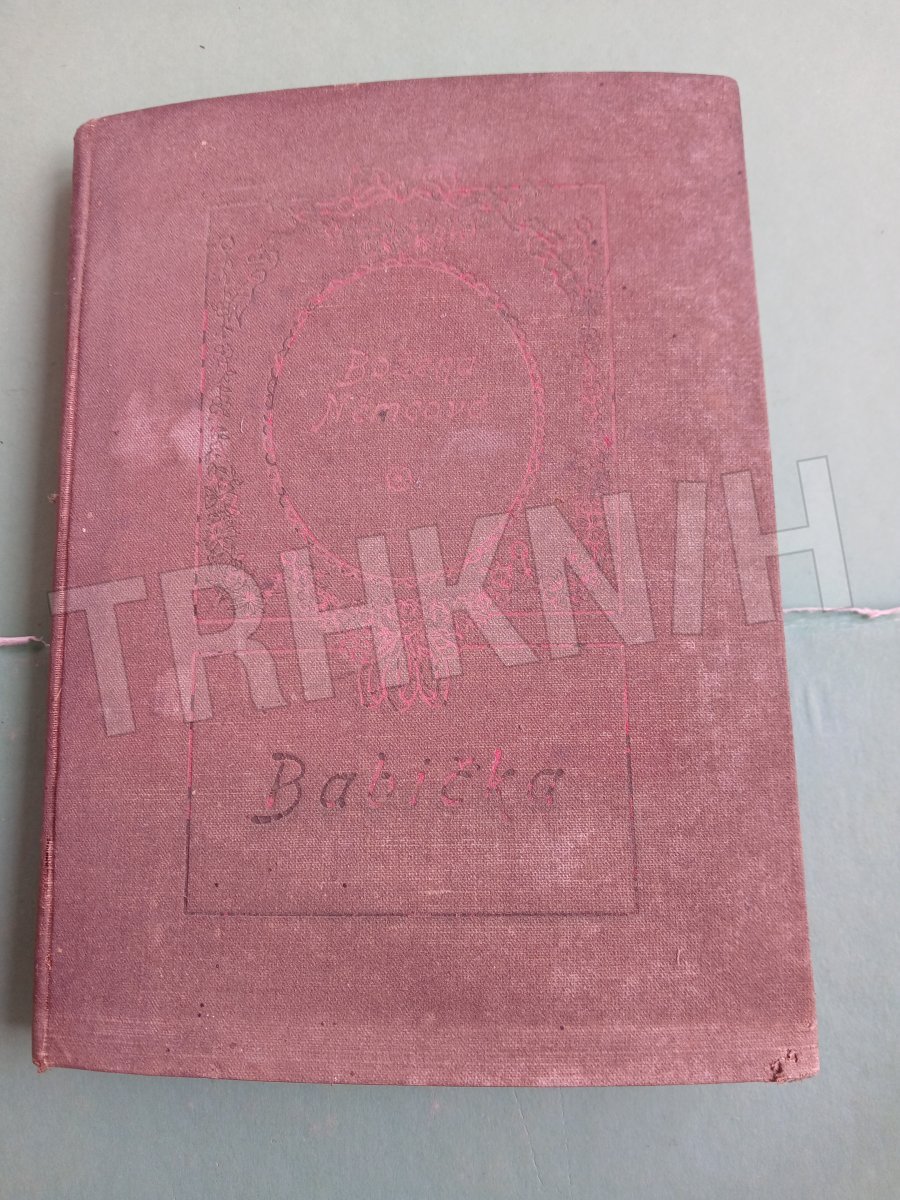 Božena
Němcová
TRHKNIH
Babička